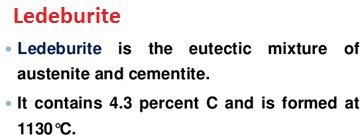 Ledeburite
• Ledeburite is the eutectic mixture of
austenite and cementite.
• It contains 4.3 percent C and is formed at
1130°C.